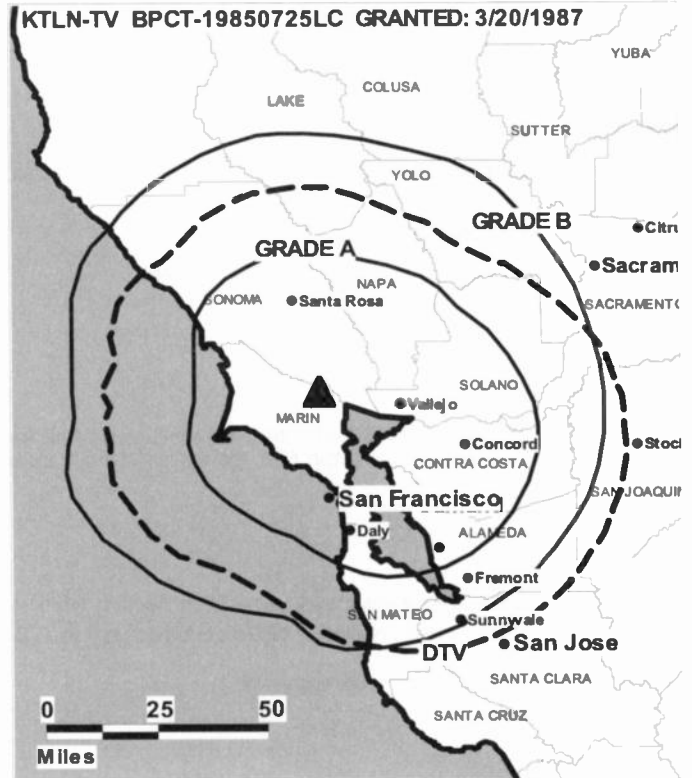 KTLN-TV BPCT-19850725LC GRANTED: 3/20/1987
YUBA
COLUSA
LAKE
SUTTER
YOLO
GRADE B
Citru
GRADE A
Sacram
NAPA
SONOMA
Santa Rosa
SACRAMENTO
SOLANO
Vallejo
MARIN
Concord
Stock
CONTRA COSTA
SAN JOAQUIN
San Francisco
Daly
ALAMEDA
Fremont
SAN MATEO
Sunnyvale
San Jose
DTV
SANTA CLARA
SANTA CRUZ
0 25 50
Miles